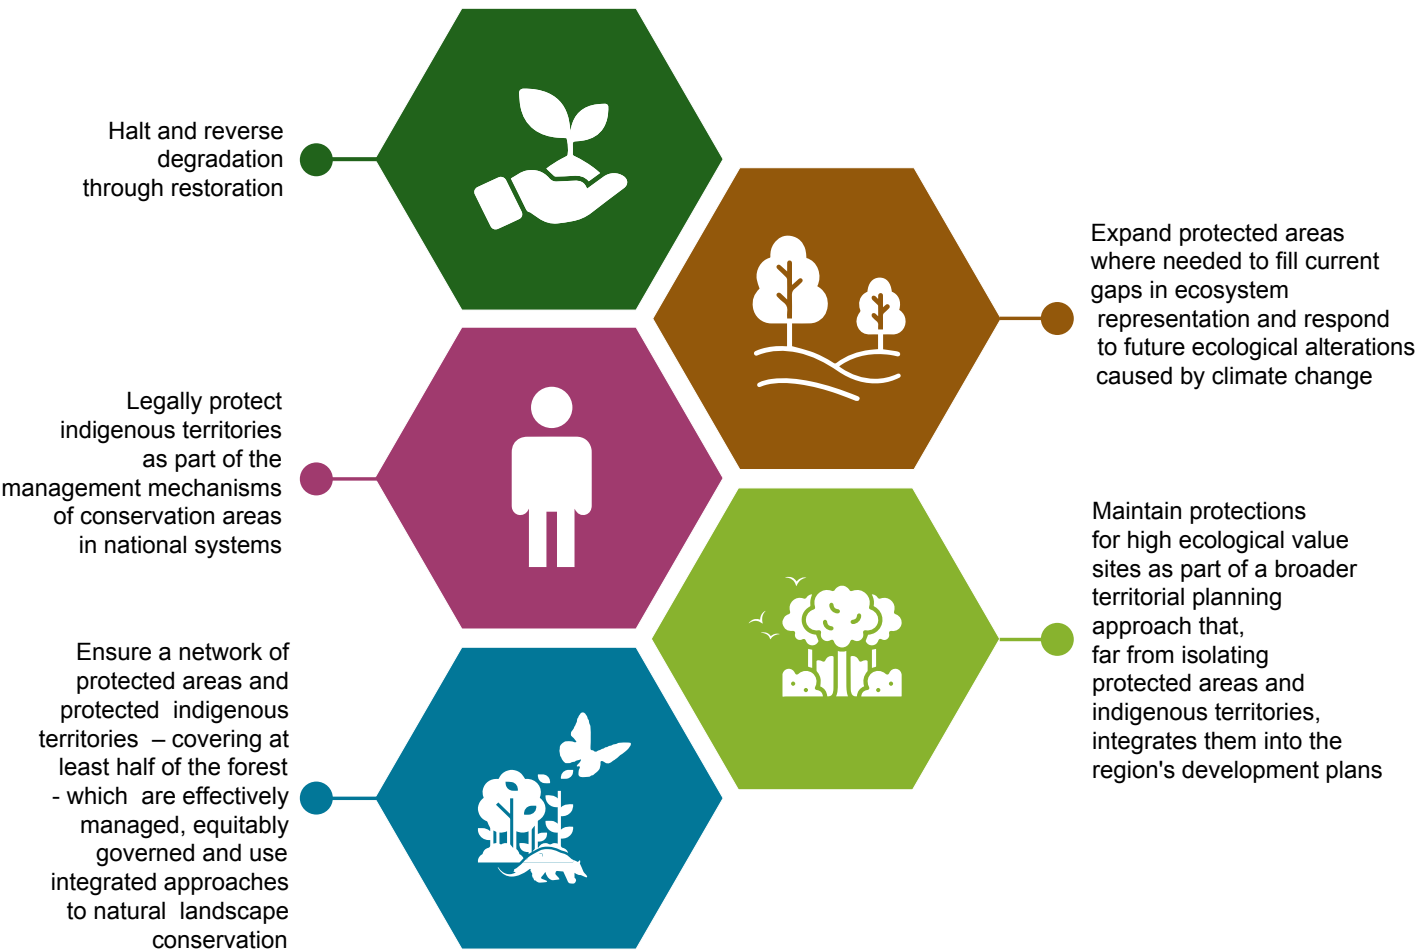 Halt and reverse
degradation
through restoration
Expand protected areas
where needed to fill current
gaps in ecosystem
representation and respond
to future ecological alterations
caused by climate change
Legally protect
indigenous territories
as part of the
management mechanisms
of conservation areas
in national systems
Maintain protections
for high ecological value
sites as part of a broader
territorial planning
approach that,
far from isolating
protected areas and
indigenous territories,
integrates them into the
region's development plans
Ensure a network of
protected areas and
protected indigenous
territories – covering at
least half of the forest
- which are effectively
managed, equitably
governed and use
integrated approaches
to natural landscape
conservation